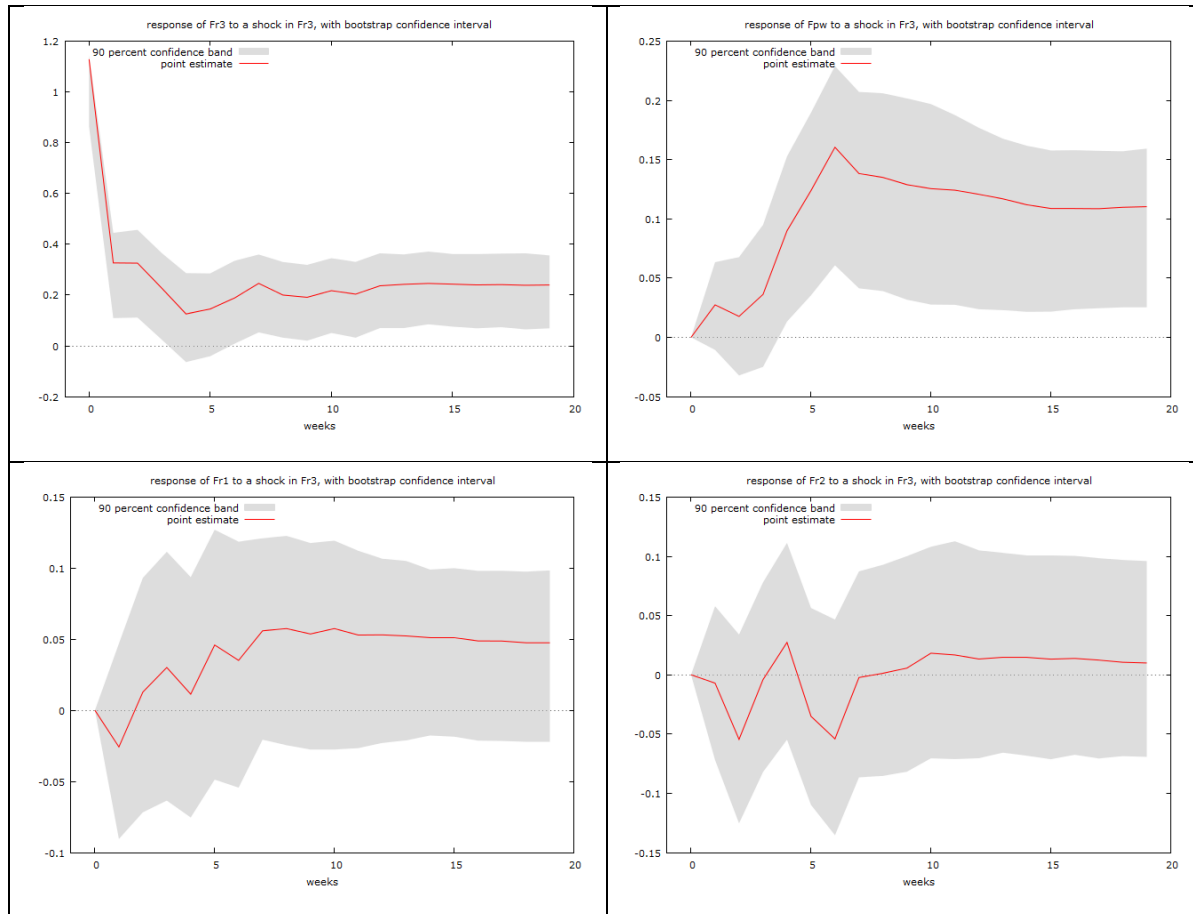 response of Fr3 to a shock in Fr3, with bootstrap confidence interval
1.2
90 percent confidence band
point estimate
1
0.8
0.6
0.4
0.2
0
-0.2
0 5 10 15 20
weeks
response of Fpw to a shock in Fr3, with bootstrap confidence interval
0.25
90 percent confidence band
point estimate
0.2
0.15
0.1
0.05
0
-0.05
0 5 10 15 20
weeks
response of Fr1 to a shock in Fr3, with bootstrap confidence interval
0.15
90 percent confidence band
point estimate
0.1
0.05
0
-0.05
-0.1
0 5 10 15 20
weeks
response of Fr2 to a shock in Fr3, with bootstrap confidence interval
0.15
90 percent confidence band
point estimate
0.1
0.05
0
-0.05
-0.1
-0.15
0 5 10 15 20
weeks